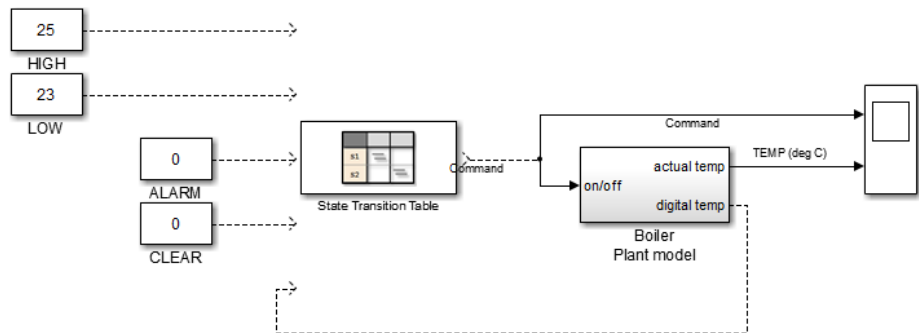 25
HIGH
23
LOW
0
ALARM
0
CLEAR
S1
S2
State Transition Table
Command
Command
on/off
actual temp
digital temp
TEMP (deg C)
Boiler
Plant model